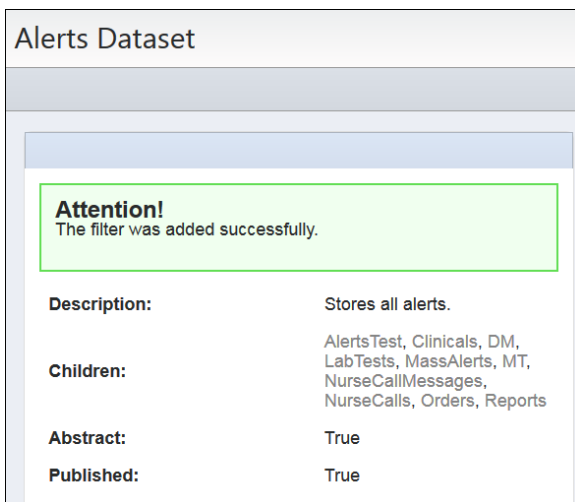 Alerts Dataset
Attention!
The filter was added successfully.
Description: Stores all alerts.
Children: AlertsTest, Clinicals, DM,
LabTests, MassAlerts, MT,
NurseCallMessages,
NurseCalls, Orders, Reports
Abstract: True
Published: True